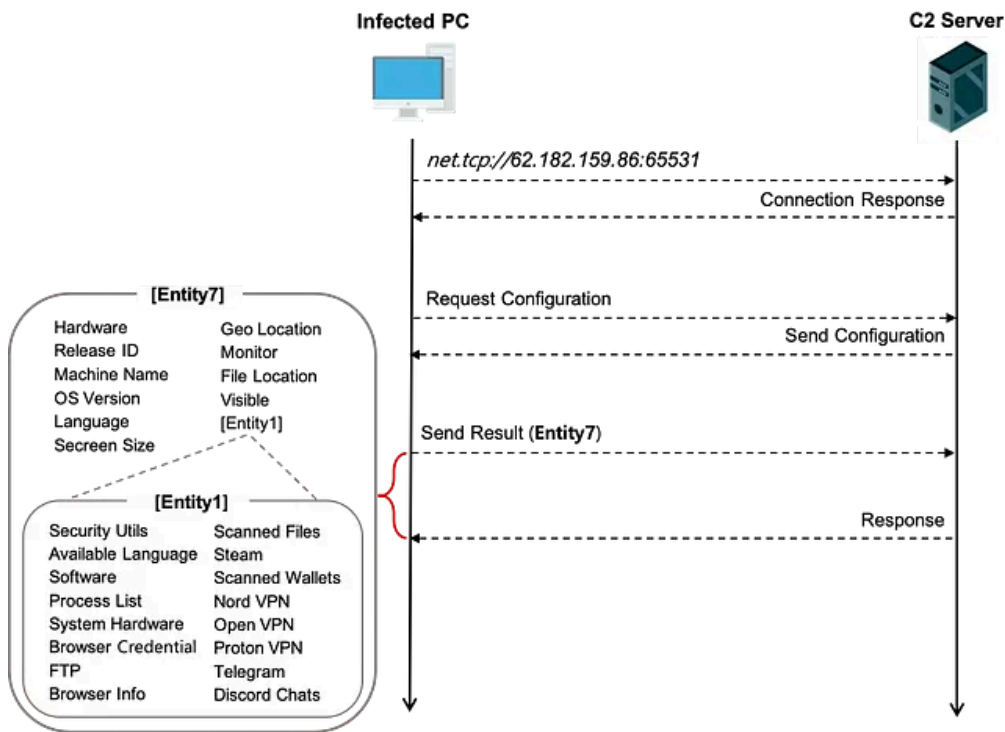 Infected PC
C2 Server
net.tcp://62.182.159.86:65531
Connection Response
Request Configuration
Send Configuration
Send Result (Entity7)
Response
[Entity7]
Hardware
Release ID
Machine Name
OS Version
Language
Secreen Size
Geo Location
Monitor
File Location
Visible
[Entity1]
[Entity1]
Security Utils
Available Language
Software
Process List
System Hardware
Browser Credential
FTP
Browser Info
Scanned Files
Steam
Scanned Wallets
Nord VPN
Open VPN
Proton VPN
Telegram
Discord Chats